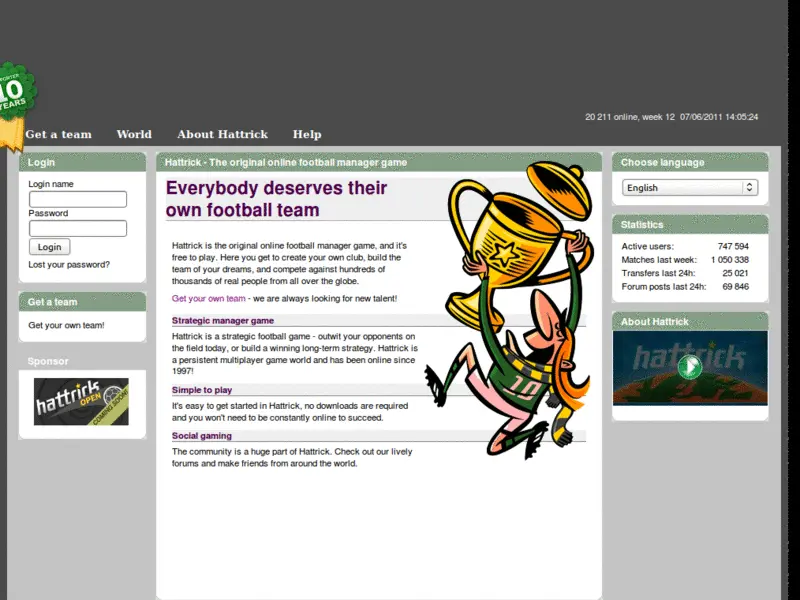 PORTER
10
YEARS
20 211 online, week 12 07/06/2011 14:05:24
Get a team World About Hattrick Help
Login
Login name
Password
Login
Lost your password?
Get a team
Get your own team!
Sponsor
hattrick
OPEN
COMING SOON!
Hattrick - The original online football manager game
Everybody deserves their
own football team
Hattrick is the original online football manager game, and it's
free to play. Here you get to create your own club, build the
team of your dreams, and compete against hundreds of
thousands of real people from all over the globe.
Get your own team - we are always looking for new talent!
Strategic manager game
Hattrick is a strategic football game - outwit your opponents on
the field today, or build a winning long-term strategy. Hattrick is
a persistent multiplayer game world and has been online since
1997!
Simple to play
It's easy to get started in Hattrick, no downloads are required
and you won't need to be constantly online to succeed.
Social gaming
The community is a huge part of Hattrick. Check out our lively
forums and make friends from around the world.
10
Choose language
English
Statistics
Active users: 747 594
Matches last week: 1 050 338
Transfers last 24h: 25 021
Forum posts last 24h: 69 846
About Hattrick
hattrick